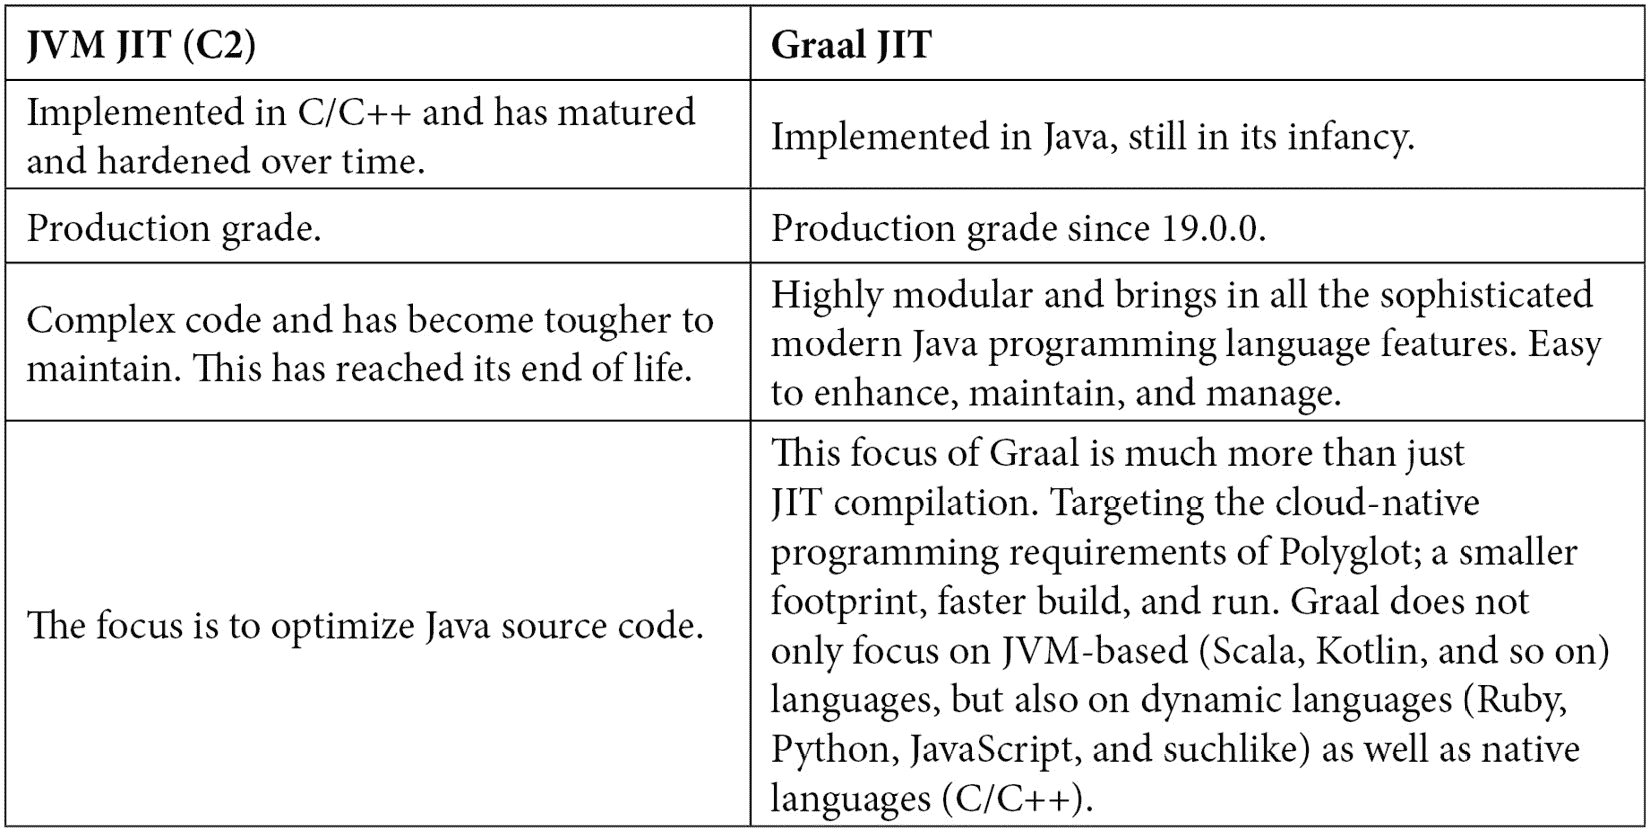 JVM JIT (C2)
Graal JIT
Implemented in C/C++ and has matured
and hardened over time.
Implemented in Java, still in its infancy.
Production grade.
Production grade since 19.0.0.
Complex code and has become tougher to
maintain. This has reached its end of life.
Highly modular and brings in all the sophisticated
modern Java programming language features. Easy
to enhance, maintain, and manage.
The focus is to optimize Java source code.
This focus of Graal is much more than just
JIT compilation. Targeting the cloud-native
programming requirements of Polyglot; a smaller
footprint, faster build, and run. Graal does not
only focus on JVM-based (Scala, Kotlin, and so on)
languages, but also on dynamic languages (Ruby,
Python, JavaScript, and suchlike) as well as native
languages (C/C++).